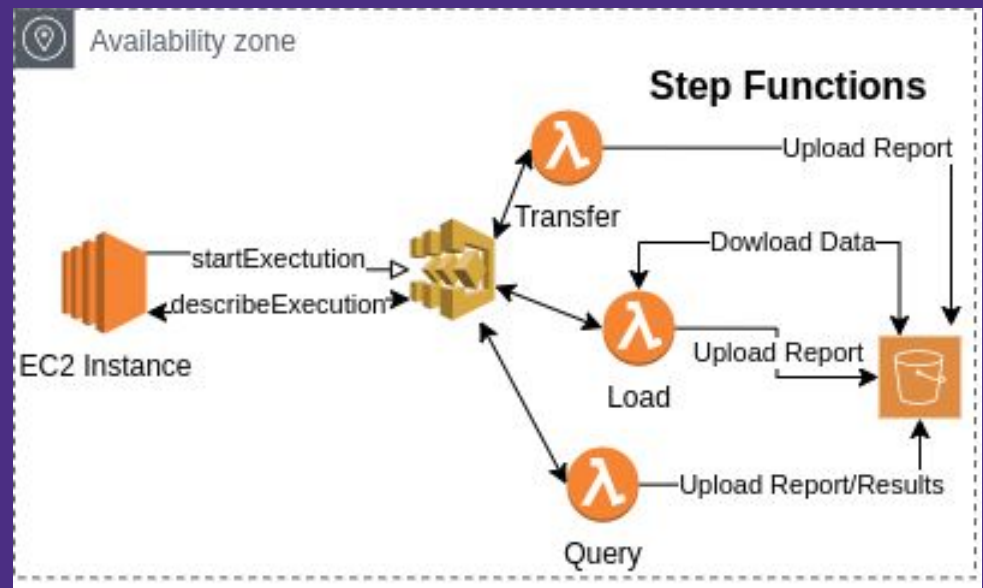 Availability zone
Step Functions
Upload Report
Transfer
Dowload Data
startExectution
describeExecution
EC2 Instance
Upload Report
Load
Upload Report/Results
Query